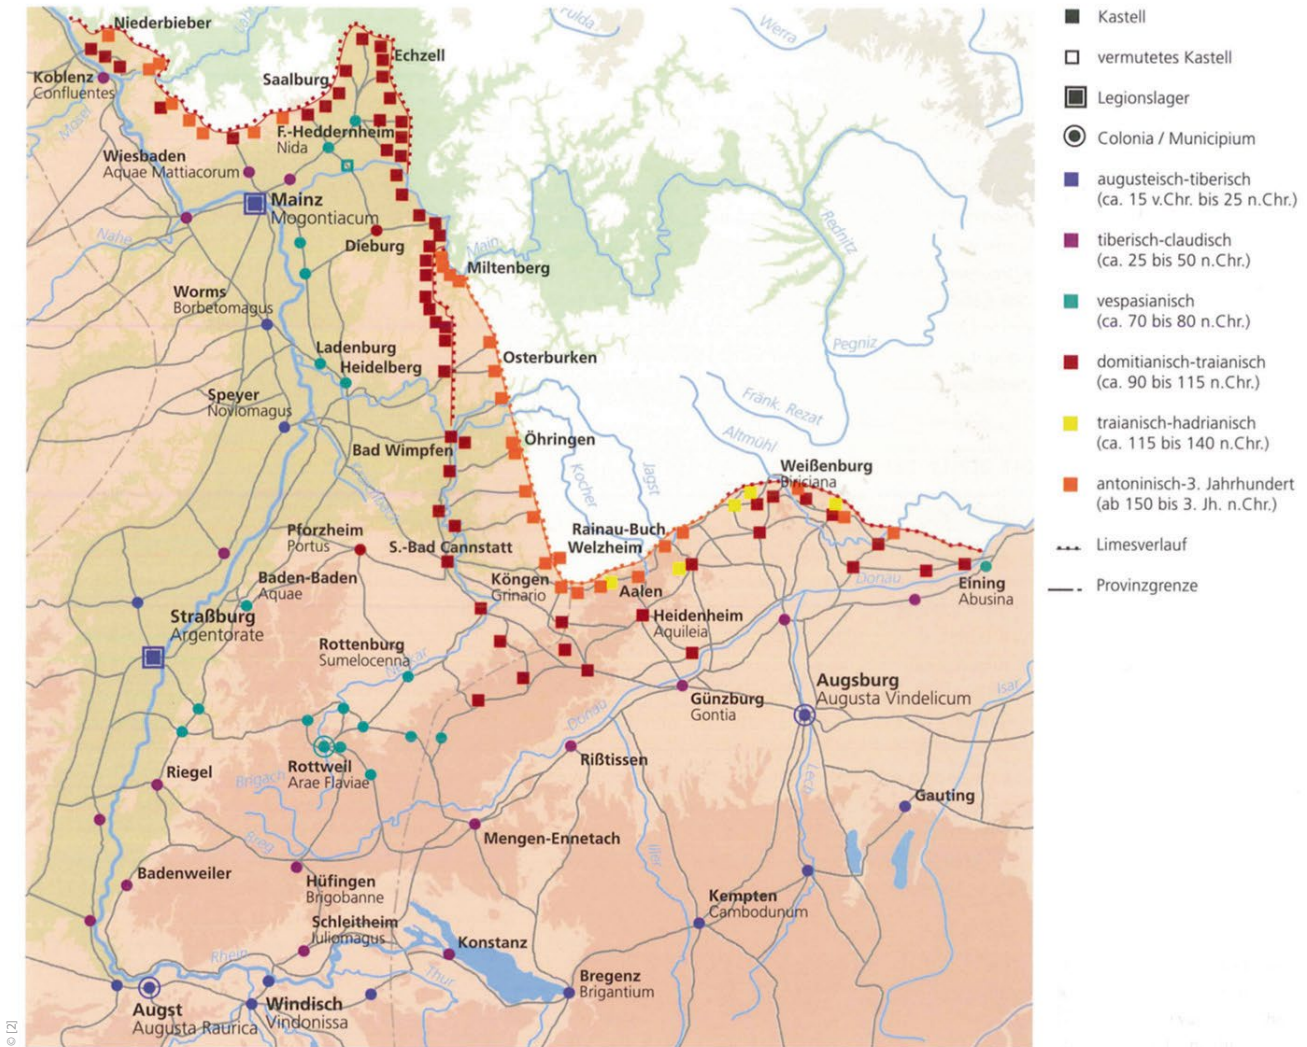 Niederbieber
Koblenz
Confluentes
Mosel
Saalburg
Echzell
F.-Heddernheim
Nida
Wiesbaden
Aquae Mattiacorum
Mainz
Mogontiacum
Nahe
Dieburg
Main
Miltenberg
Fulda
Werra
Rednitz
Pegniz
Fränk. Rezat
Altmühl
Worms
Borbetomagus
Ladenburg
Heidelberg
Osterburken
Speyer
Noviomagus
Bad Wimpfen
Öhringen
Kocher
Jagst
Weißenburg
Biriciana
Pforzheim
Portus
S.-Bad Cannstatt
Rainau-Buch
Welzheim
Baden-Baden
Aquae
Köngen
Grinario
Aalen
Donau
Eining
Abusina
Straßburg
Argentorate
Heidenheim
Aquileia
Rottenburg
Sumelocenna
Neckar
Donau
Günzburg
Gontia
Augsburg
Augusta Vindelicum
Isar
Rottweil
Arae Flaviae
Rißtissen
Riegel
Brigach
Breg
Lech
Gauting
Mengen-Ennetach
Iller
Badenweiler
Hüfingen
Brigobanne
Kempten
Cambodunum
Schleitheim
Iuliomagus
Konstanz
Rhein
Thur
Bregenz
Brigantium
Augst
Augusta Raurica
Windisch
Vindonissa
Kastell
vermutetes Kastell
Legionslager
Colonia / Municipium
augusteisch-tiberisch
(ca. 15 v.Chr. bis 25 n.Chr.)
tiberisch-claudisch
(ca. 25 bis 50 n.Chr.)
vespasianisch
(ca. 70 bis 80 n.Chr.)
domitianisch-traianisch
(ca. 90 bis 115 n.Chr.)
traianisch-hadrianisch
(ca. 115 bis 140 n.Chr.)
antoninisch-3. Jahrhundert
(ab 150 bis 3. Jh. n.Chr.)
Limesverlauf
Provinzgrenze
© [2]